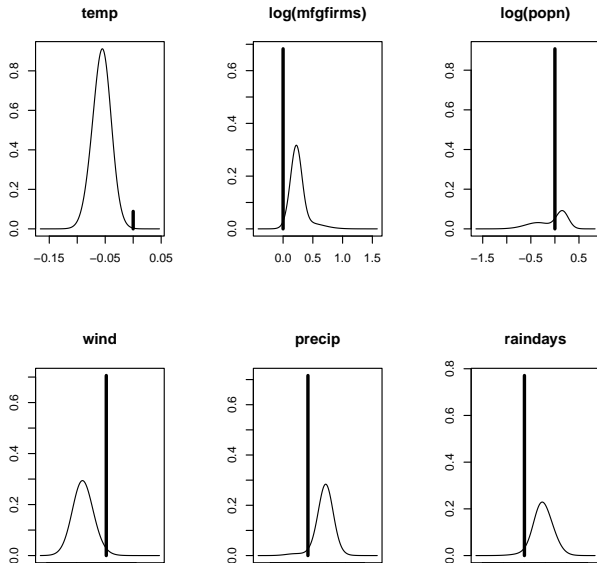 temp
log(mfgfirms)
log(popn)
0.0 0.2 0.4 0.6 0.8
0.0 0.2 0.4 0.6
0.0 0.2 0.4 0.6 0.8
−0.15 −0.05 0.05
0.0 0.5 1.0 1.5
−1.5 −0.5 0.5
wind
precip
raindays
0.0 0.2 0.4 0.6
0.0 0.2 0.4 0.6
0.0 0.2 0.4 0.6 0.8